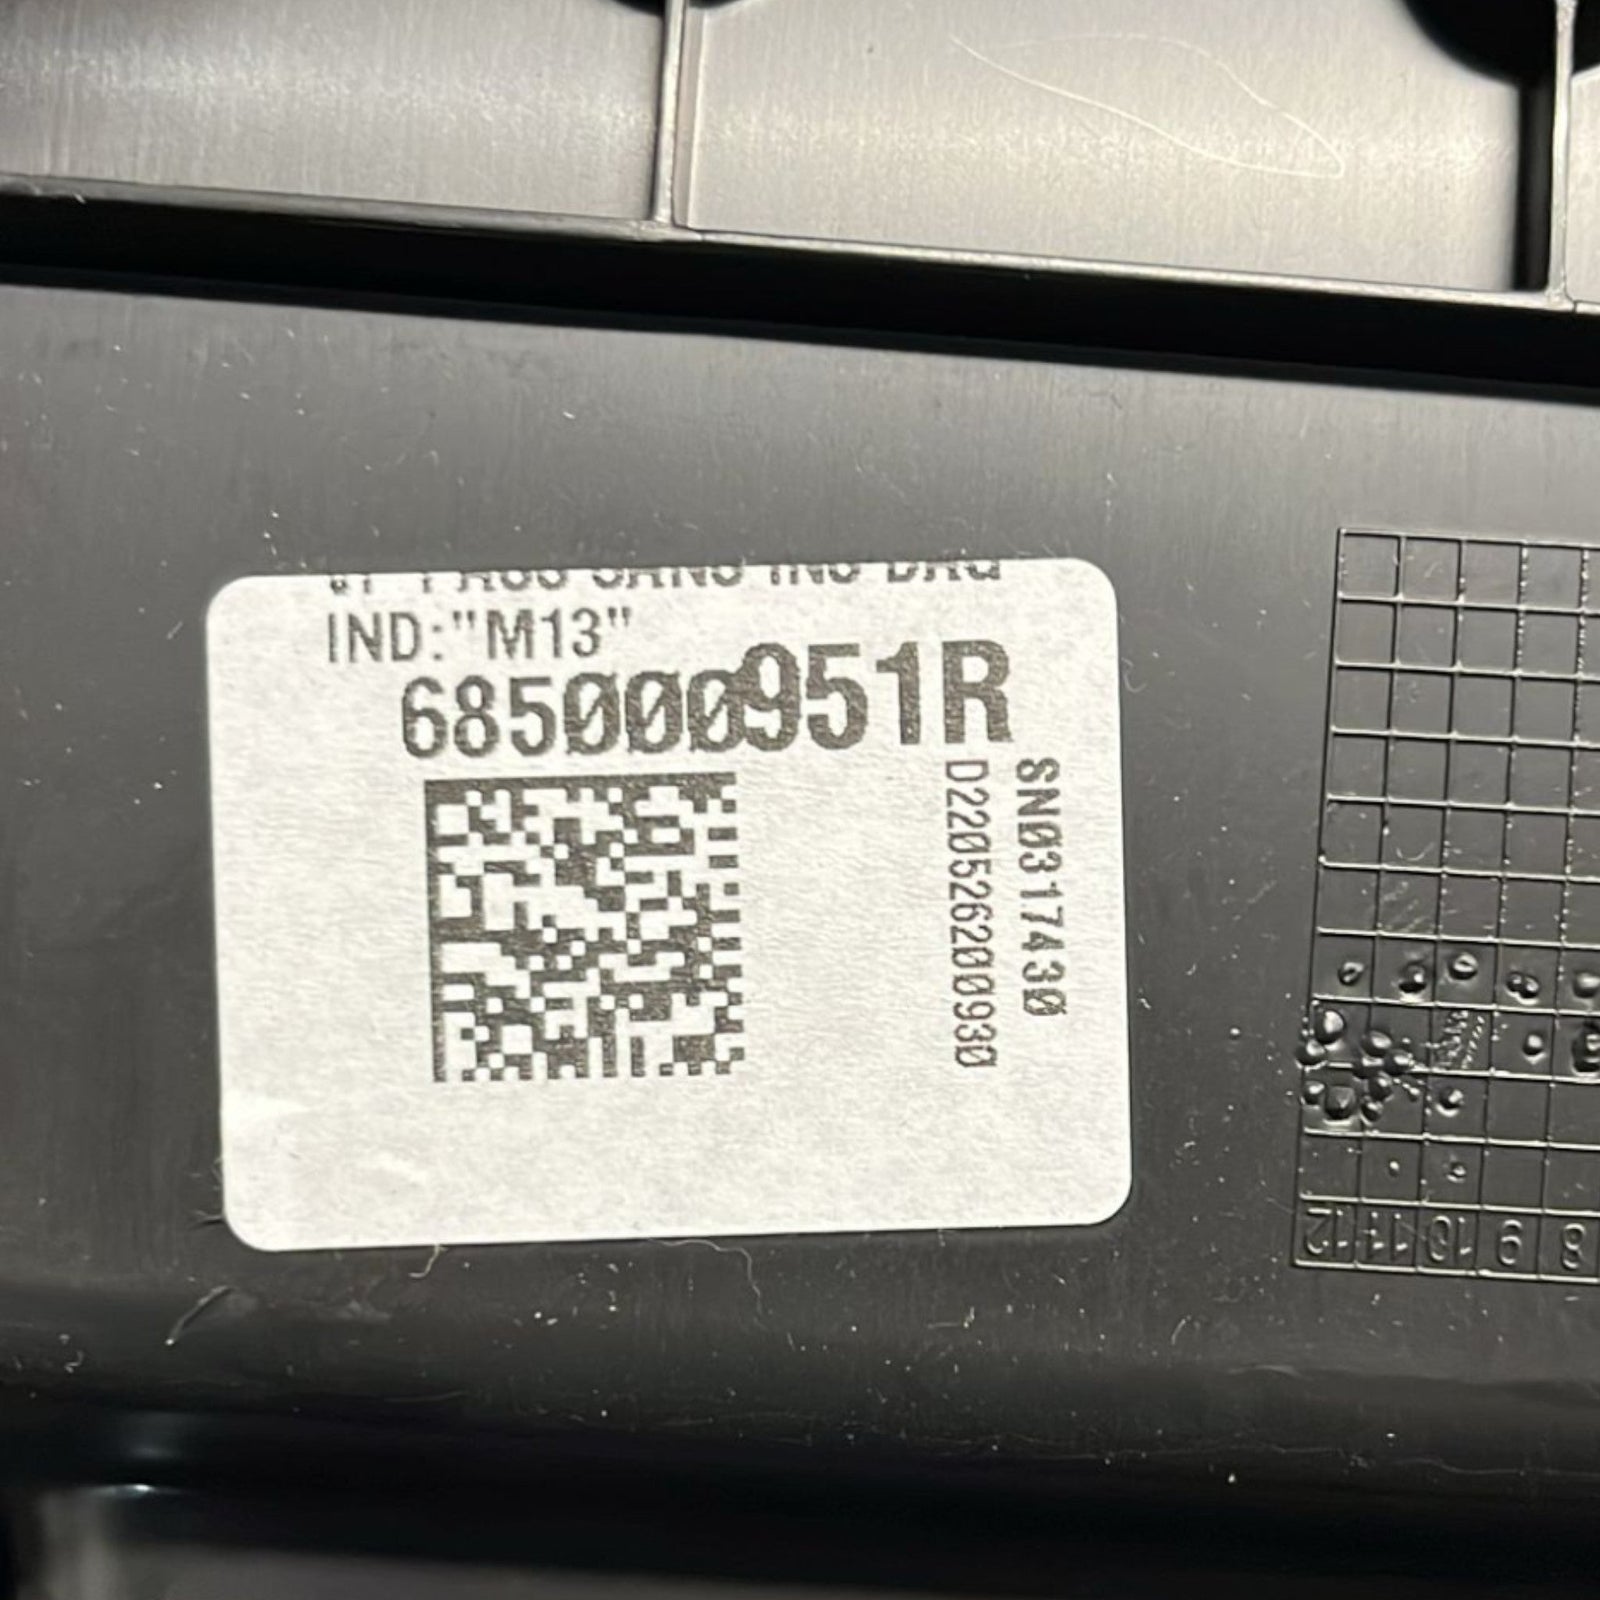 IND:"M13"
685000951R
SN0317430
D220526200930
12 11 10 9 8